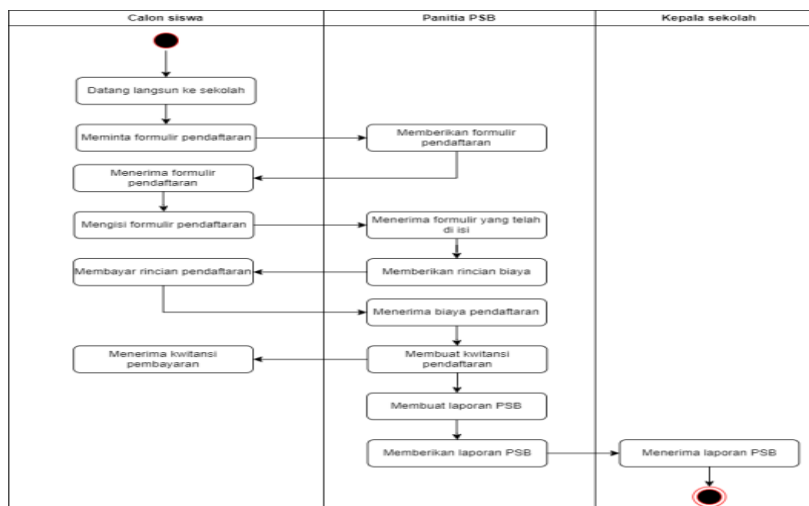 Calon siswa
Panitia PSB
Kepala sekolah
Datang langsun ke sekolah
Meminta formulir pendaftaran
Memberikan formulir
pendaftaran
Menerima formulir
pendaftaran
Mengisi formulir pendaftaran
Menerima formulir yang telah
di isi
Membayar rincian pendaftaran
Memberikan rincian biaya
Menerima biaya pendaftaran
Menerima kwitansi
pembayaran
Membuat kwitansi
pendaftaran
Membuat laporan PSB
Memberikan laporan PSB
Menerima laporan PSB